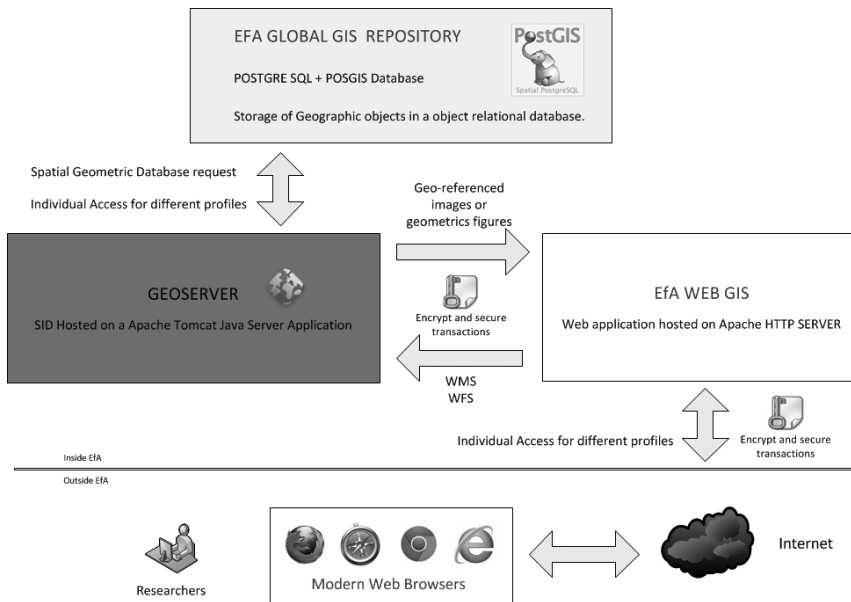 EFA GLOBAL GIS REPOSITORY
PostGIS
Spatial PostgreSQL
POSTGRE SQL + POSGIS Database
Storage of Geographic objects in a object relational database.
Spatial Geometric Database request
Individual Access for different profiles
Geo-referenced
images or
geometrics figures
GEOSERVER
SID Hosted on a Apache Tomcat Java Server Application
Encrypt and secure
transactions
EfA WEB GIS
Web application hosted on Apache HTTP SERVER
WMS
WFS
Individual Access for different profiles
Encrypt and secure
transactions
Inside EfA
Outside EfA
Researchers
Modern Web Browsers
Internet